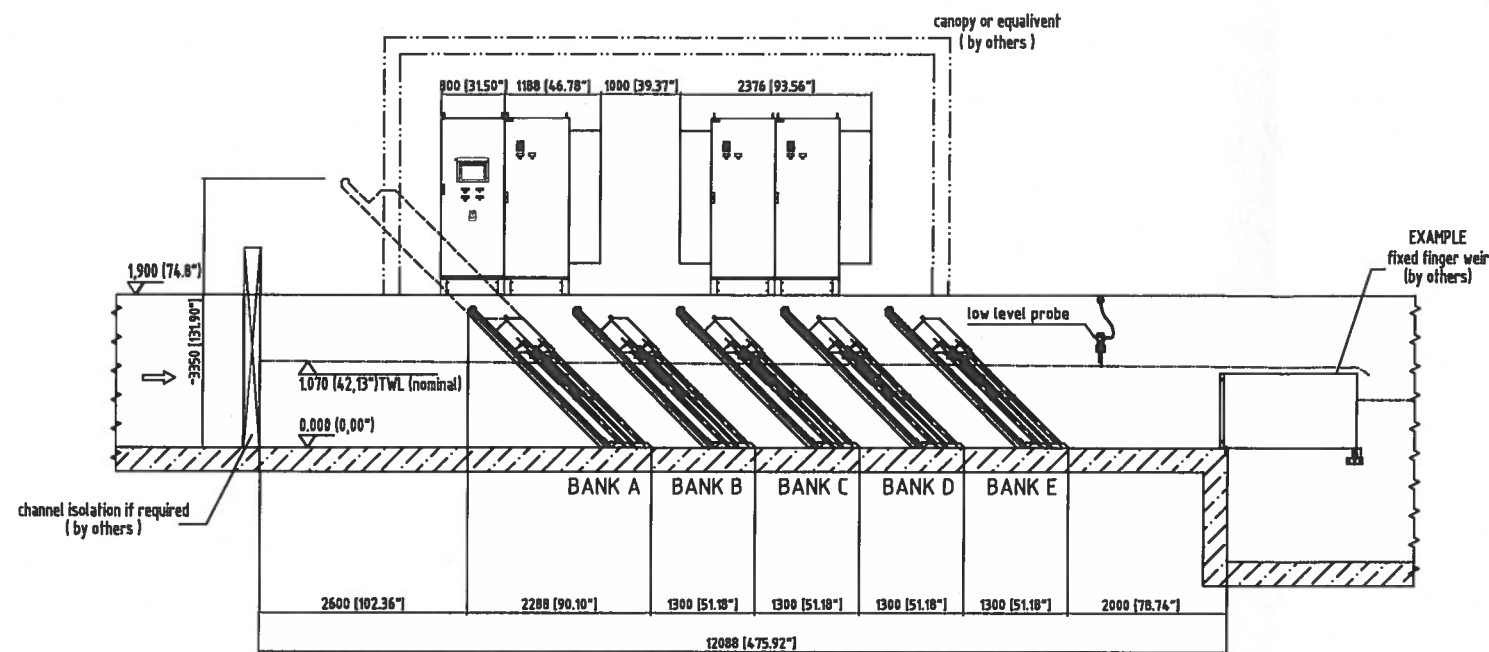 canopy or equalivent
( by others )
800 [31.50"]
1188 [46.78"]
1000 [39.37"]
2376 [93.56"]
EXAMPLE
fixed finger weir
(by others)
1,900 (74.8")
~3350 [131.90"]
low level probe
1.070 (42,13") TWL (nominal)
0.000 (0,00")
BANK A
BANK B
BANK C
BANK D
BANK E
channel isolation if required
( by others )
2600 [102.36"]
2288 [90.10"]
1300 [51.18"]
1300 [51.18"]
1300 [51.18"]
1300 [51.18"]
2000 [78.74"]
12088 [475.92"]